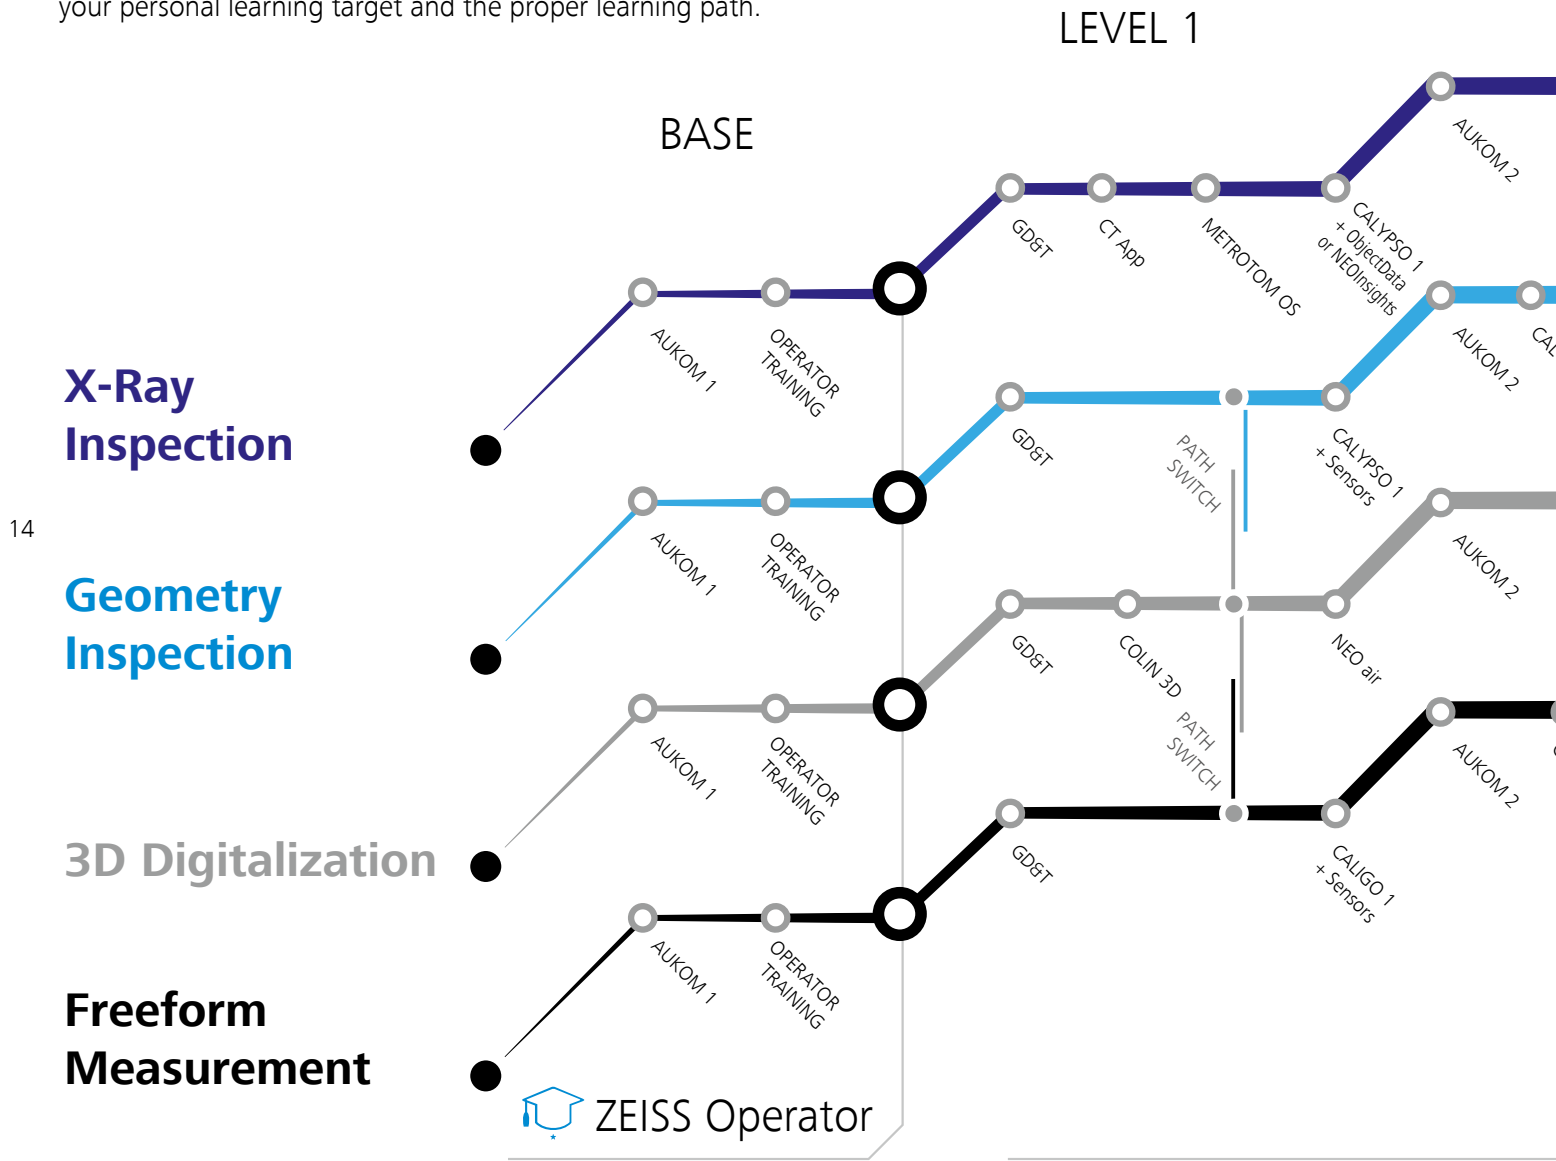 your personal learning target and the proper learning path.
LEVEL 1
BASE
AUKOM 2
GD&T
CT App
METROTOM OS
CALYPSO 1
+ ObjectData
or NEOInsights
AUKOM 1
OPERATOR
TRAINING
X-Ray
Inspection
AUKOM 2
CAL
GD&T
PATH
SWITCH
CALYPSO 1
+ Sensors
14
AUKOM 1
OPERATOR
TRAINING
Geometry
Inspection
AUKOM 2
GD&T
COLIN 3D
PATH
SWITCH
NEO air
AUKOM 1
OPERATOR
TRAINING
3D Digitalization
AUKOM 2
GD&T
CALIGO 1
+ Sensors
AUKOM 1
OPERATOR
TRAINING
Freeform
Measurement
ZEISS Operator